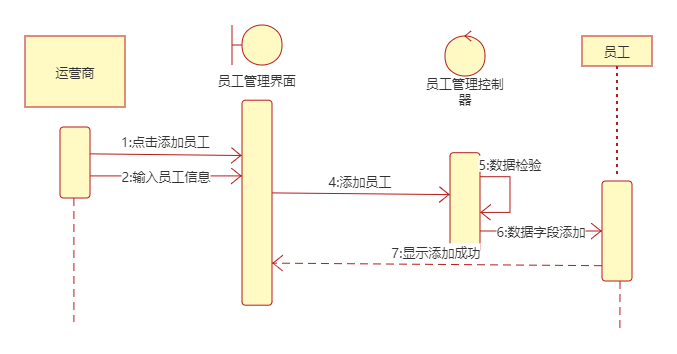 运营商
员工管理界面
员工管理控制
器
员工
1:点击添加员工
2:输入员工信息
4:添加员工
5:数据检验
6:数据字段添加
7:显示添加成功